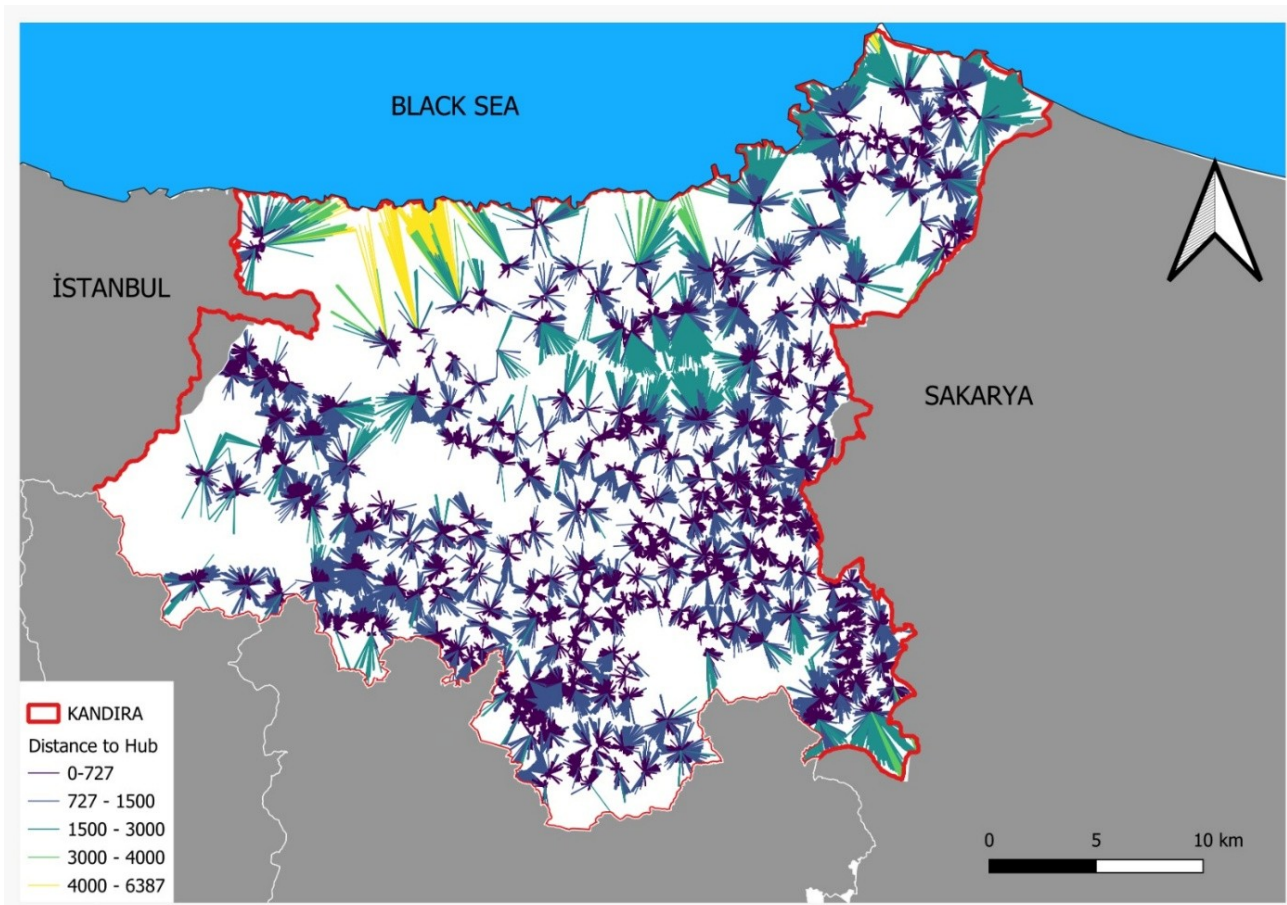 BLACK SEA
İSTANBUL
SAKARYA
KANDIRA
Distance to Hub
0-727
727 - 1500
1500 - 3000
3000 - 4000
4000 - 6387
0 5 10 km